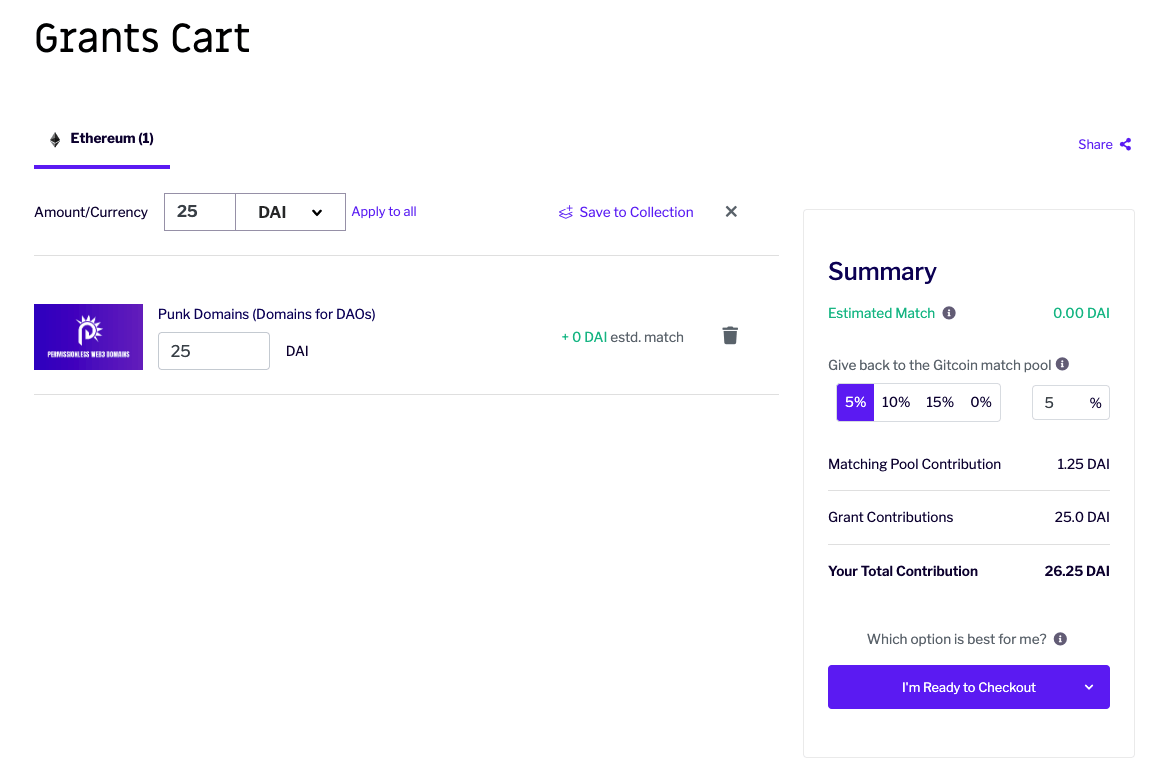 Grants Cart
Ethereum (1)
Share
Amount/Currency 25 DAI Apply to all Save to Collection
Punk Domains (Domains for DAOs)
PERMISSIONLESS WEB3 DOMAINS
25 DAI
+ 0 DAI estd. match
Summary
Estimated Match 0.00 DAI
Give back to the Gitcoin match pool
5% 10% 15% 0% 5 %
Matching Pool Contribution 1.25 DAI
Grant Contributions 25.0 DAI
Your Total Contribution 26.25 DAI
Which option is best for me?
I'm Ready to Checkout